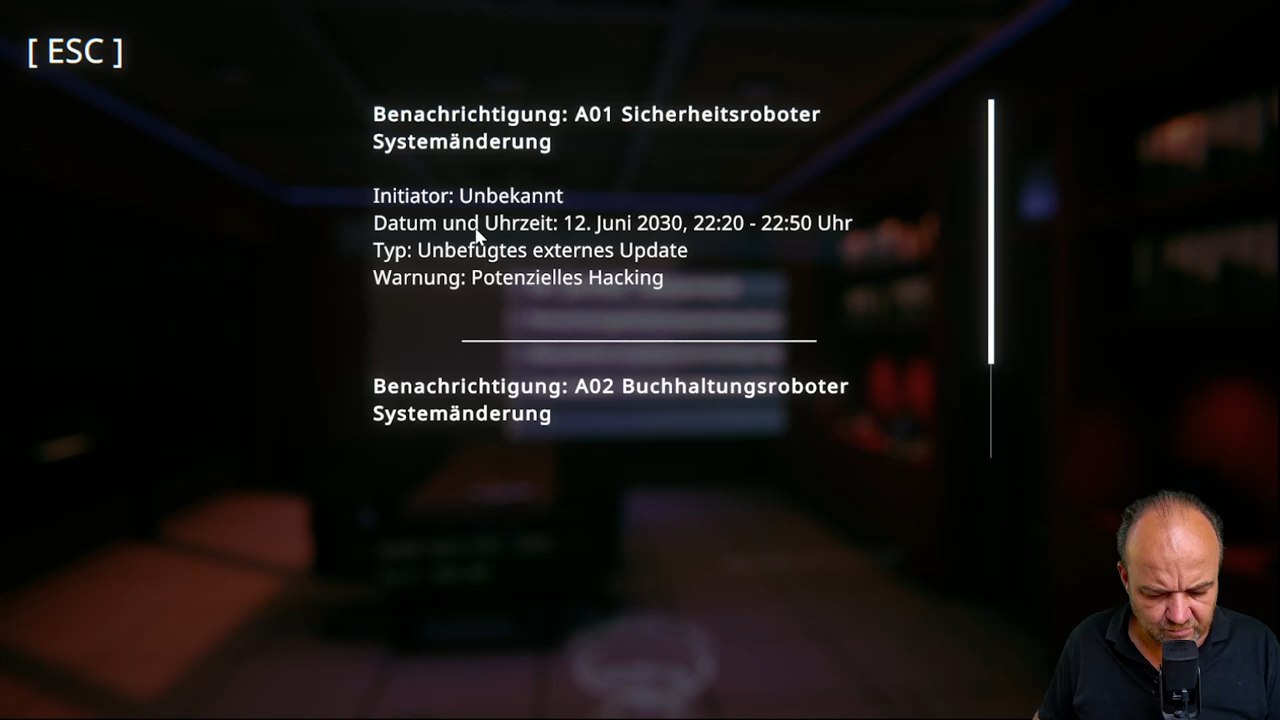 [ ESC ]
Benachrichtigung: A01 Sicherheitsroboter
Systemänderung
Initiator: Unbekannt
Datum und Uhrzeit: 12. Juni 2030, 22:20 - 22:50 Uhr
Typ: Unbefugtes externes Update
Warnung: Potenzielles Hacking
Benachrichtigung: A02 Buchhaltungsroboter
Systemänderung